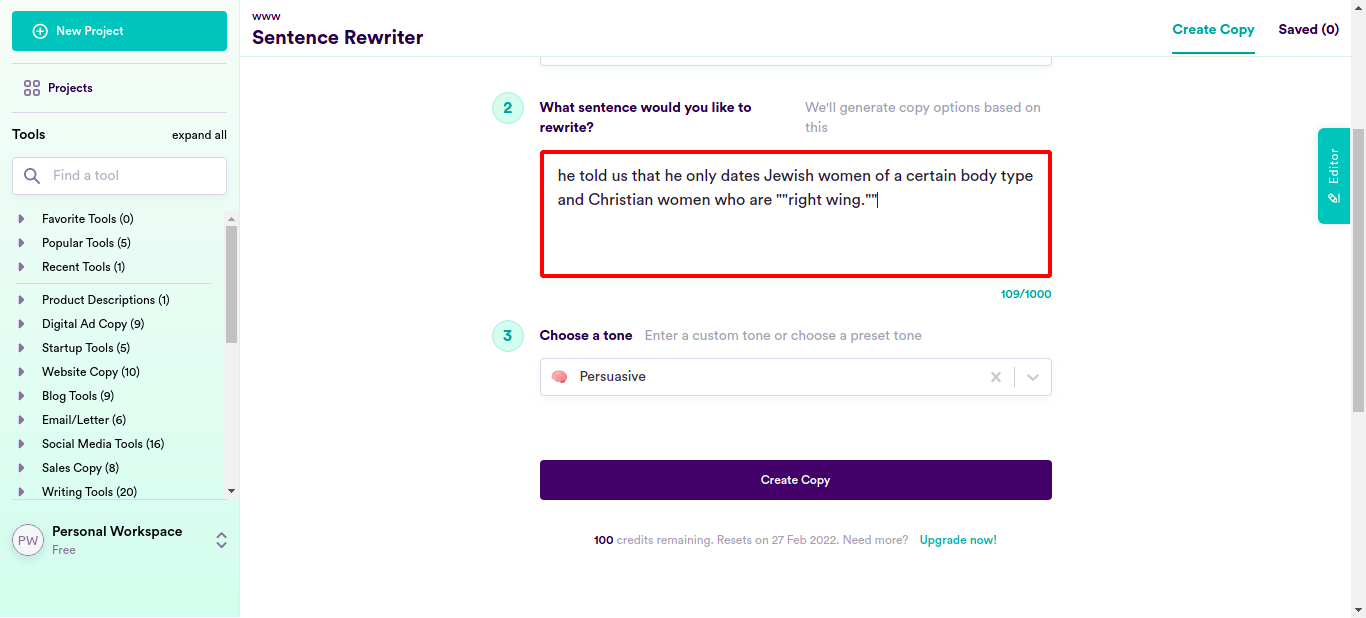 New Project
Projects
Tools
expand all
Find a tool
Favorite Tools (0)
Popular Tools (5)
Recent Tools (1)
Product Descriptions (1)
Digital Ad Copy (9)
Startup Tools (5)
Website Copy (10)
Blog Tools (9)
Email/Letter (6)
Social Media Tools (16)
Sales Copy (8)
Writing Tools (20)
PW
Personal Workspace
Free
www
Sentence Rewriter
Create Copy
Saved (0)
2
What sentence would you like to
rewrite?
We'll generate copy options based on
this
he told us that he only dates Jewish women of a certain body type
and Christian women who are ""right wing.""
109/1000
3
Choose a tone
Enter a custom tone or choose a preset tone
Persuasive
Create Copy
100 credits remaining. Resets on 27 Feb 2022. Need more? Upgrade now!
Editor